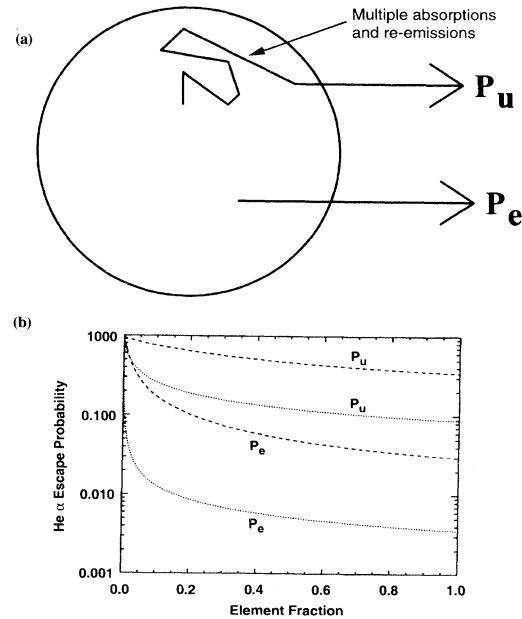 (a)
Multiple absorptions
and re-emissions
Pu
Pe
(b)
1000
0.100
0.010
0.001
He α Escape Probability
Pu
Pu
Pe
Pe
0.0 0.2 0.4 0.6 0.8 1.0
Element Fraction